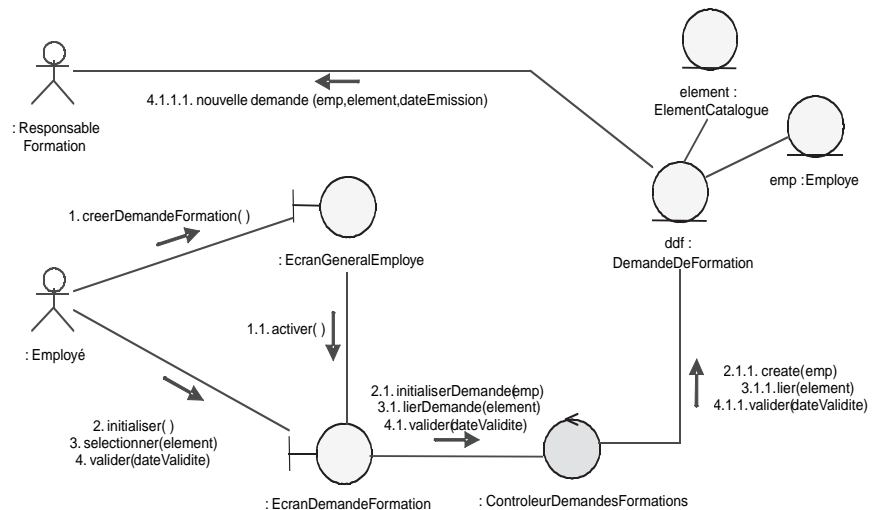 element :
ElementCatalogue
4.1.1.1. nouvelle demande (emp,element,dateEmission)
: Responsable
Formation
emp :Employe
1. creerDemandeFormation( )
ddf :
DemandeDeFormation
: EcranGeneralEmploye
1.1. activer( )
: Employé
2.1. initialiserDemande(emp)
3.1. lierDemande(element)
4.1. valider(dateValidite)
2.1.1. create(emp)
3.1.1. lier(element)
4.1.1. valider(dateValidite)
2. initialiser( )
3. selectionner(element)
4. valider(dateValidite)
: EcranDemandeFormation
: ControleurDemandesFormations